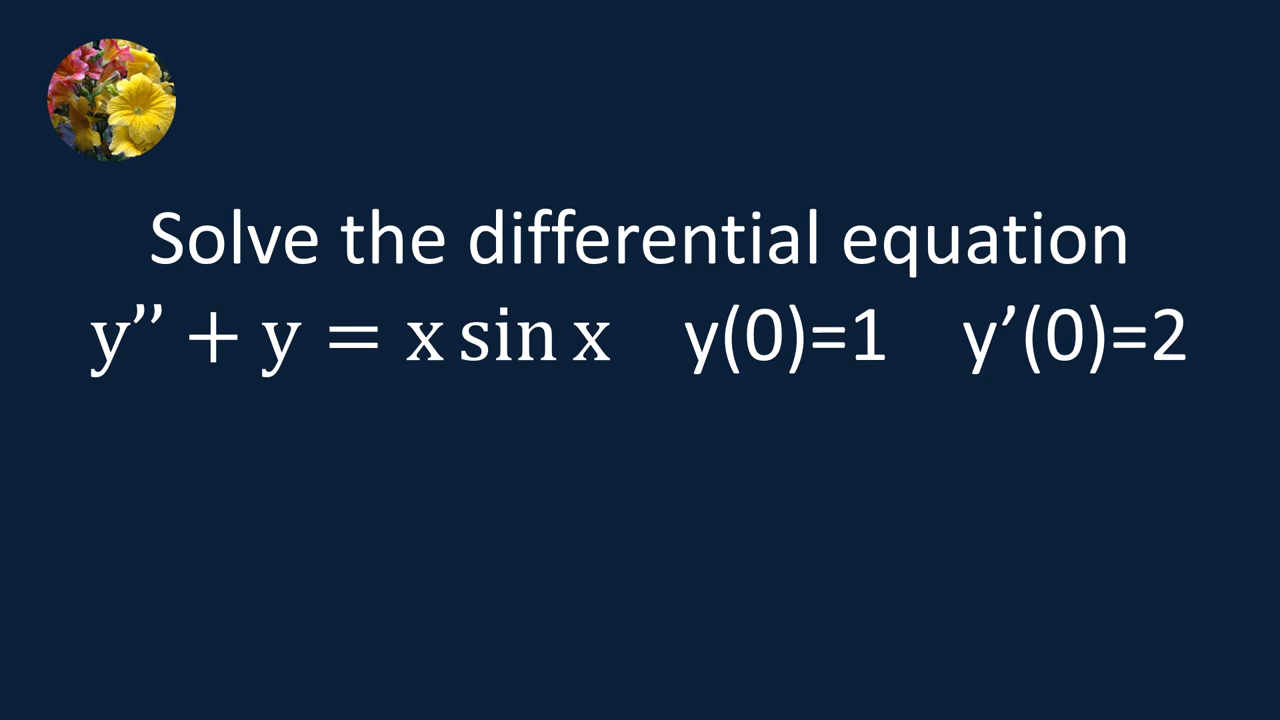 Solve the differential equation
y’’ + y = x sin x y(0)=1 y’(0)=2